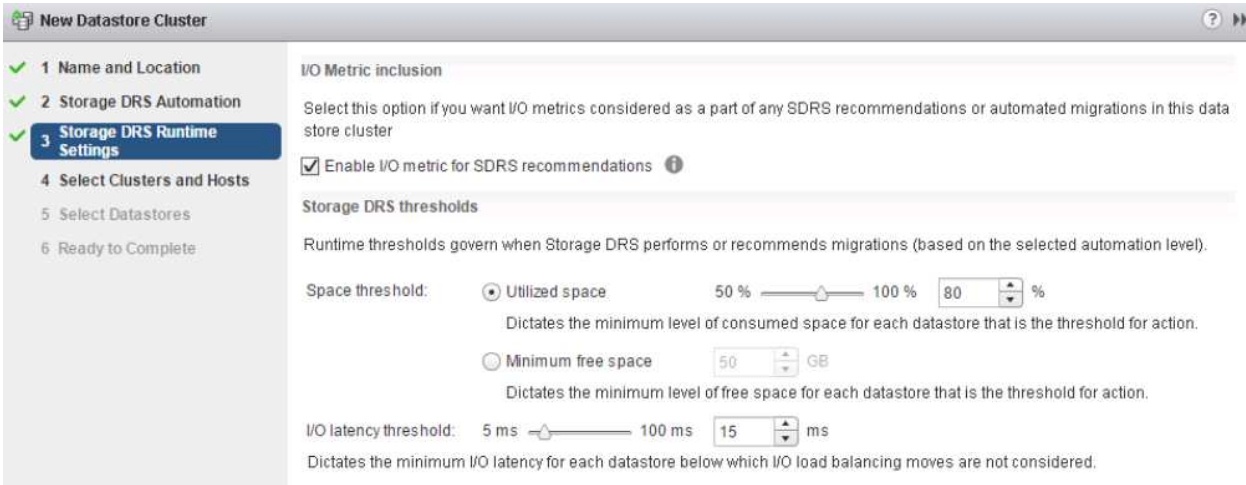 New Datastore Cluster
1 Name and Location
2 Storage DRS Automation
3 Storage DRS Runtime
Settings
4 Select Clusters and Hosts
5 Select Datastores
6 Ready to Complete
I/O Metric inclusion
Select this option if you want I/O metrics considered as a part of any SDRS recommendations or automated migrations in this data
store cluster
Enable I/O metric for SDRS recommendations
Storage DRS thresholds
Runtime thresholds govern when Storage DRS performs or recommends migrations (based on the selected automation level).
Space threshold: Utilized space 50 % 100 % 80 %
Dictates the minimum level of consumed space for each datastore that is the threshold for action.
Minimum free space 50 GB
Dictates the minimum level of free space for each datastore that is the threshold for action.
I/O latency threshold: 5 ms 100 ms 15 ms
Dictates the minimum I/O latency for each datastore below which I/O load balancing moves are not considered.